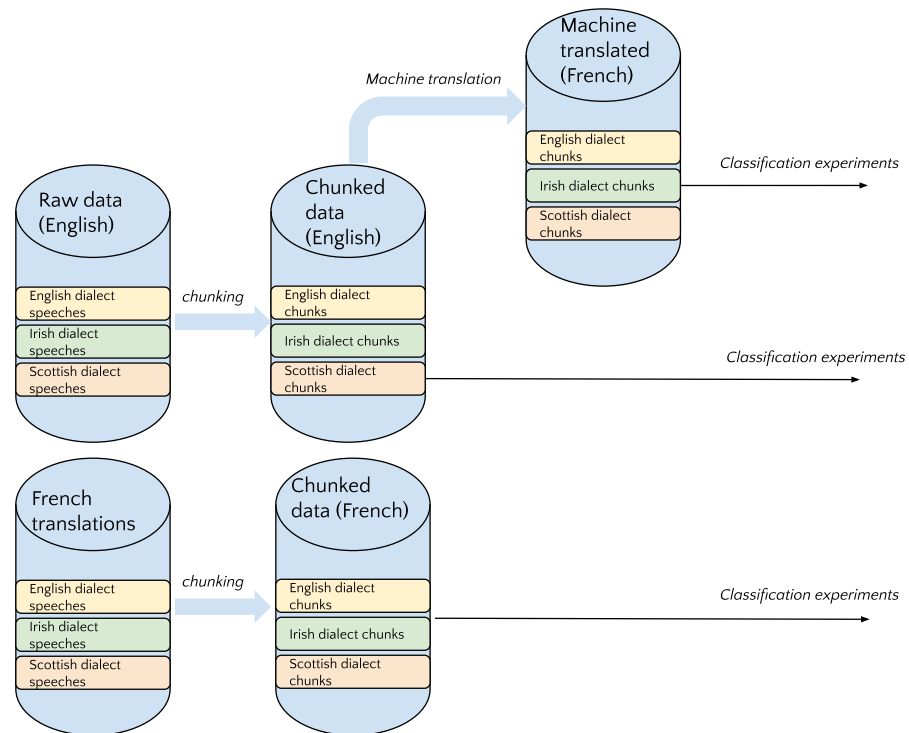 Machine
translated
(French)
Machine translation
English dialect
chunks
Irish dialect chunks
Scottish dialect
chunks
Classification experiments
Raw data
(English)
English dialect
speeches
Irish dialect
speeches
Scottish dialect
speeches
chunking
Chunked
data
(English)
English dialect
chunks
Irish dialect chunks
Scottish dialect
chunks
Classification experiments
French
translations
English dialect
speeches
Irish dialect
speeches
Scottish dialect
speeches
chunking
Chunked
data (French)
English dialect
chunks
Irish dialect chunks
Scottish dialect
chunks
Classification experiments